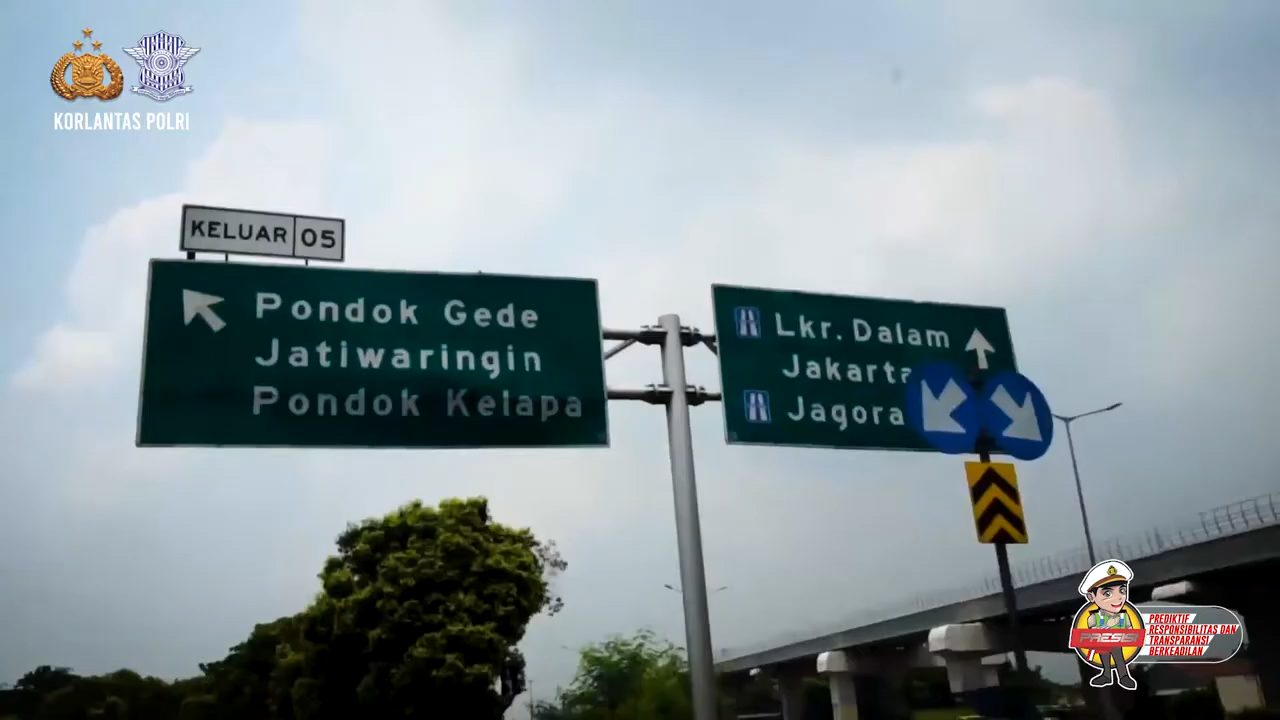 KORLANTAS POLRI
KELUAR 05
Pondok Gede
Jatiwaringin
Pondok Kelapa
Lkr. Dalam
Jakarta
Jagora
PRESISI
PREDIKTIF
RESPONSIBILITAS DAN
TRANSPARANSI
BERKEADILAN